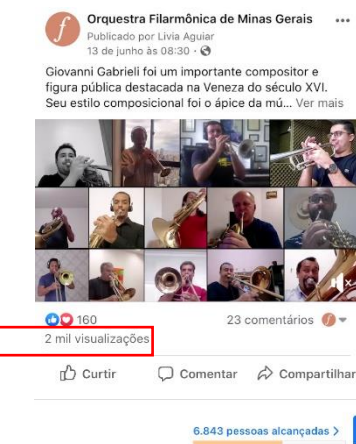 Orquestra Filarmônica de Minas Gerais
Publicado por Livia Aguiar
13 de junho às 08:30
Giovanni Gabrieli foi um importante compositor e
figura pública destacada na Veneza do século XVI.
Seu estilo composicional foi o ápice da mú... Ver mais
160 23 comentários
2 mil visualizações
Curtir Comentar Compartilhar
6.843 pessoas alcançadas >